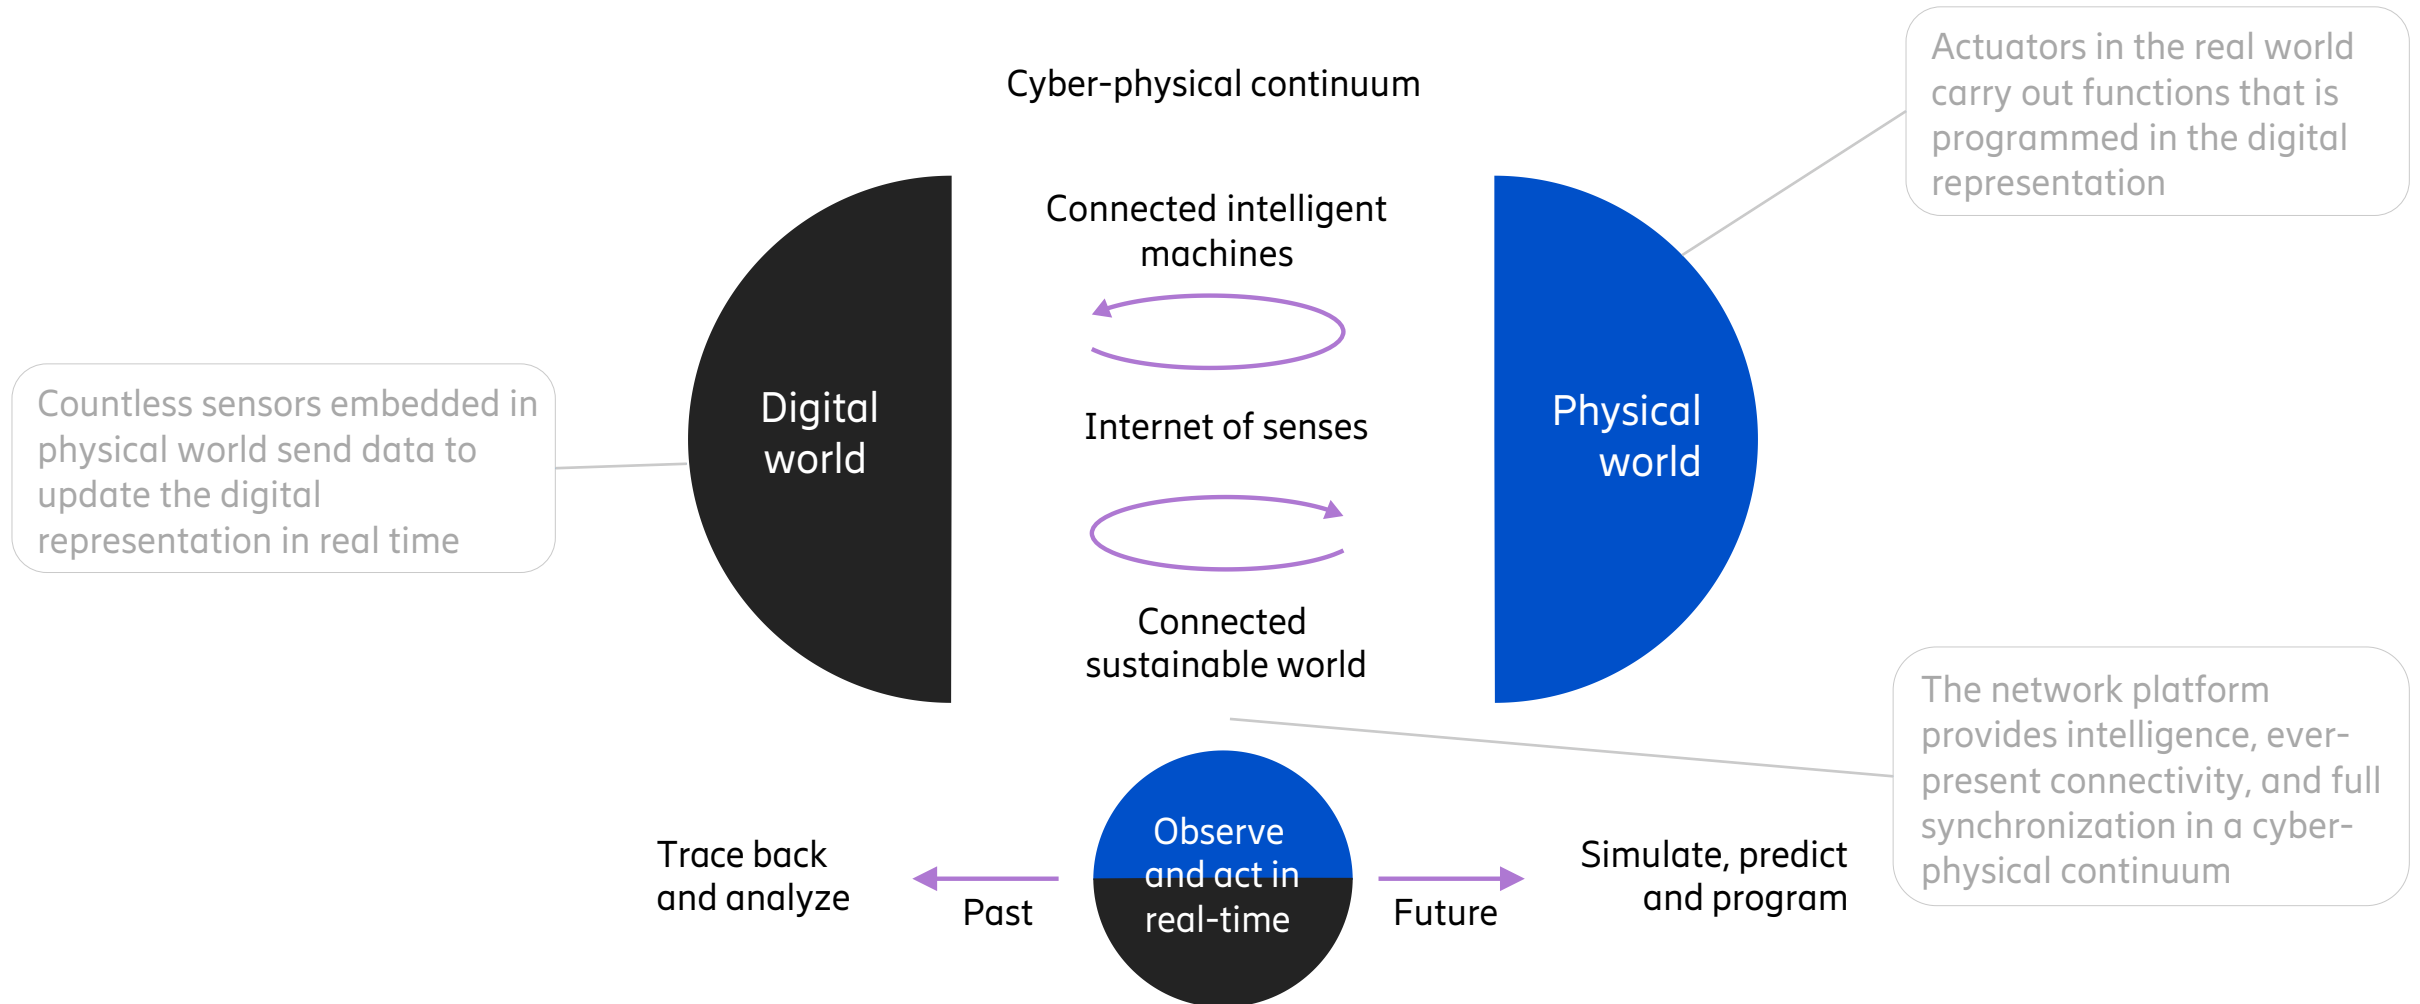 Cyber-physical continuum
Actuators in the real world
carry out functions that is
programmed in the digital
representation
Connected intelligent
machines
Countless sensors embedded in
physical world send data to
update the digital
representation in real time
Digital
world
Internet of senses
Physical
world
Connected
sustainable world
The network platform
provides intelligence, ever-
present connectivity, and full
synchronization in a cyber-
physical continuum
Trace back
and analyze
Past
Observe
and act in
real-time
Future
Simulate, predict
and program